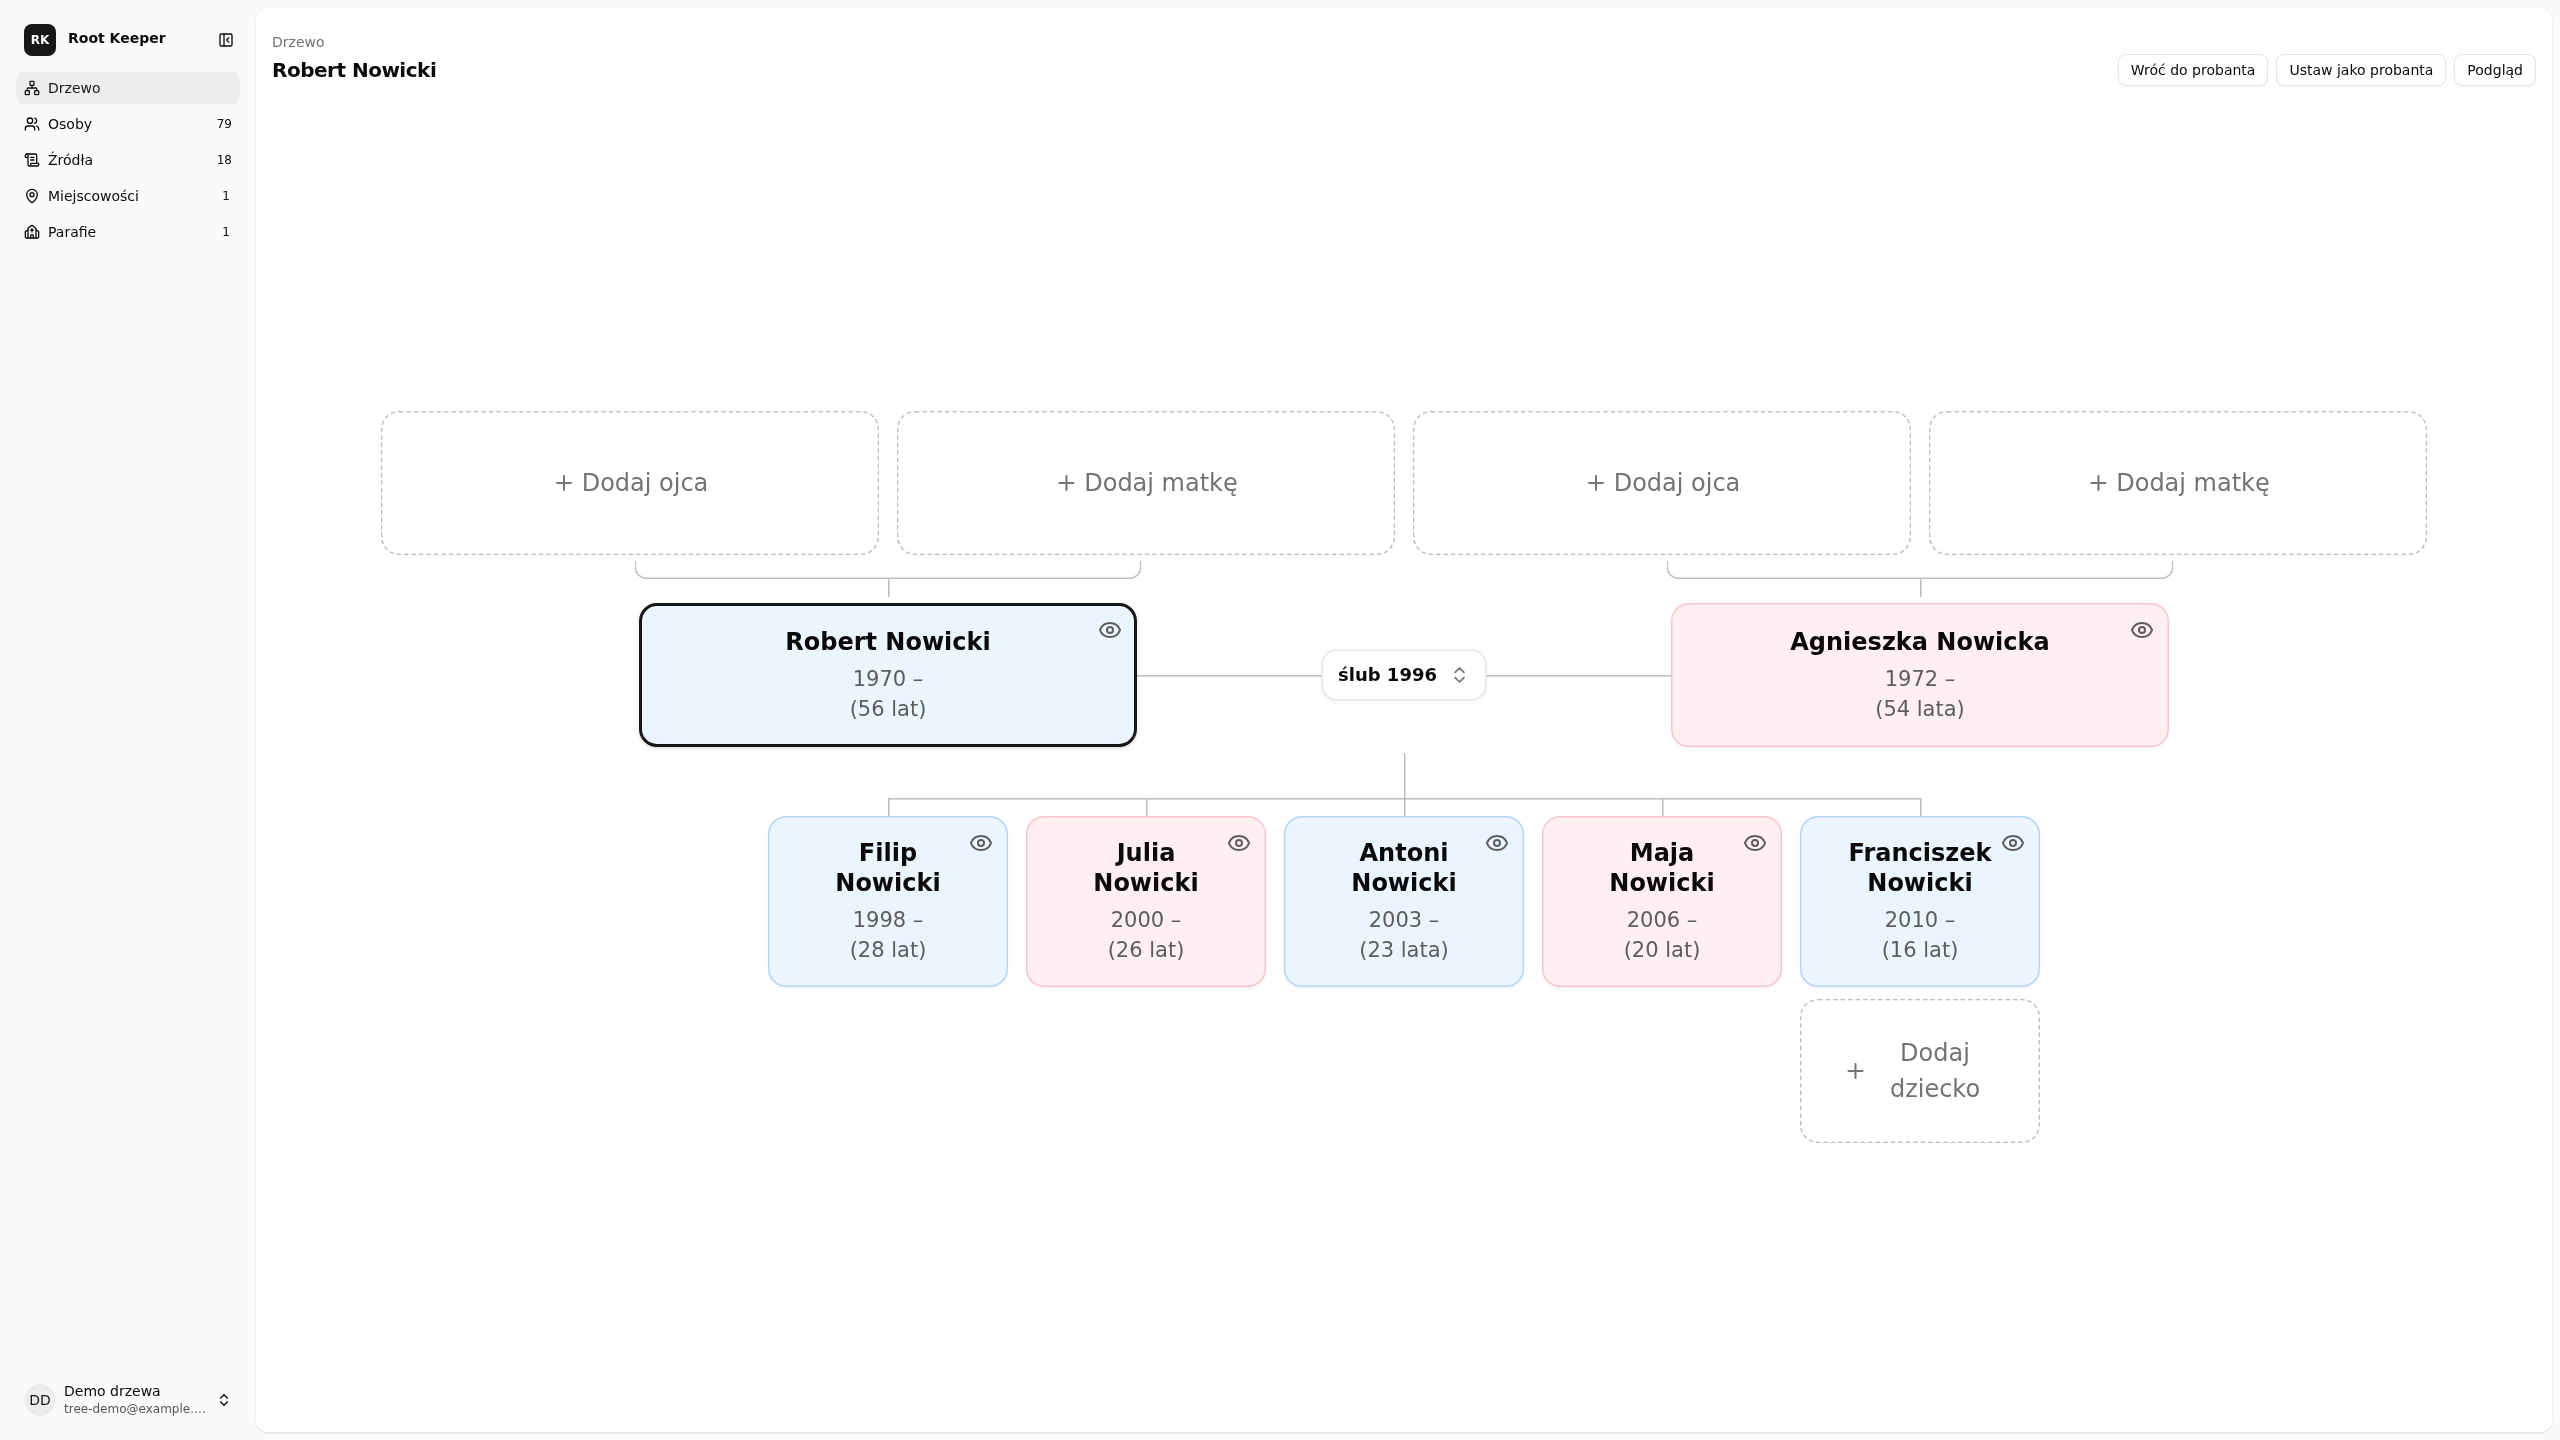 RK Root Keeper
Drzewo
Osoby 79
Źródła 18
Miejscowości 1
Parafie 1
Drzewo
Robert Nowicki
Wróć do probanta
Ustaw jako probanta
Podgląd
+ Dodaj ojca
+ Dodaj matkę
+ Dodaj ojca
+ Dodaj matkę
Robert Nowicki
1970 –
(56 lat)
ślub 1996
Agnieszka Nowicka
1972 –
(54 lata)
Filip
Nowicki
1998 –
(28 lat)
Julia
Nowicki
2000 –
(26 lat)
Antoni
Nowicki
2003 –
(23 lata)
Maja
Nowicki
2006 –
(20 lat)
Franciszek
Nowicki
2010 –
(16 lat)
+ Dodaj
dziecko
DD
Demo drzewa
tree-demo@example....